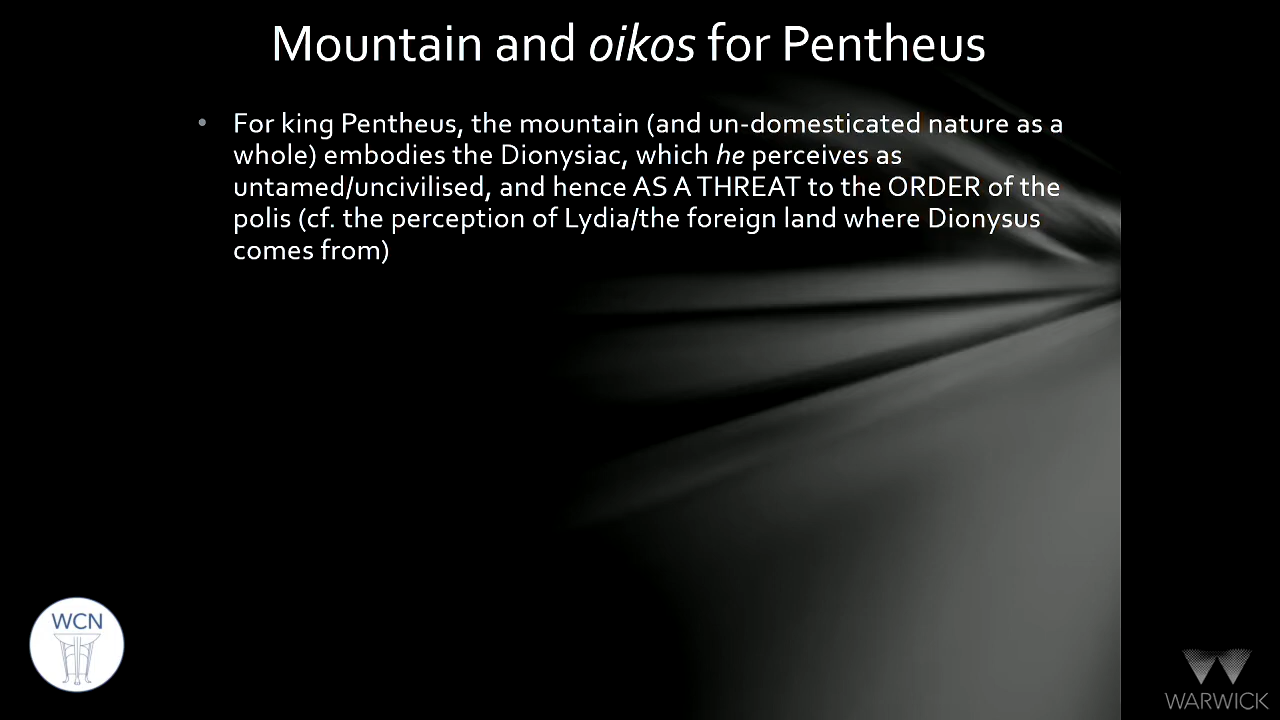 Mountain and oikos for Pentheus
• For king Pentheus, the mountain (and un-domesticated nature as a
whole) embodies the Dionysiac, which he perceives as
untamed/uncivilised, and hence AS A THREAT to the ORDER of the
polis (cf. the perception of Lydia/the foreign land where Dionysus
comes from)
WCN
WARWICK